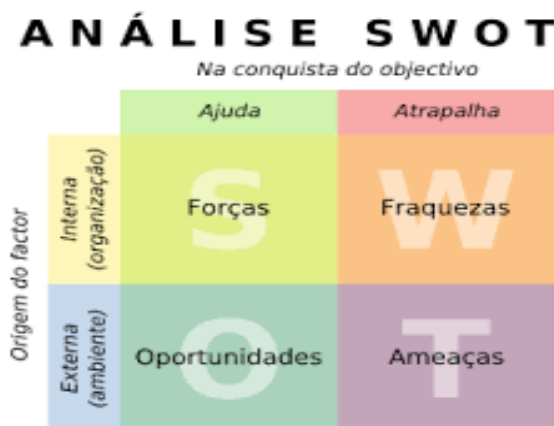 ANÁLISE SWOT
Na conquista do objectivo
Ajuda
Atrapalha
Origem do factor
Interna
(organização)
S
Forças
W
Fraquezas
Externa
(ambiente)
O
Oportunidades
T
Ameaças